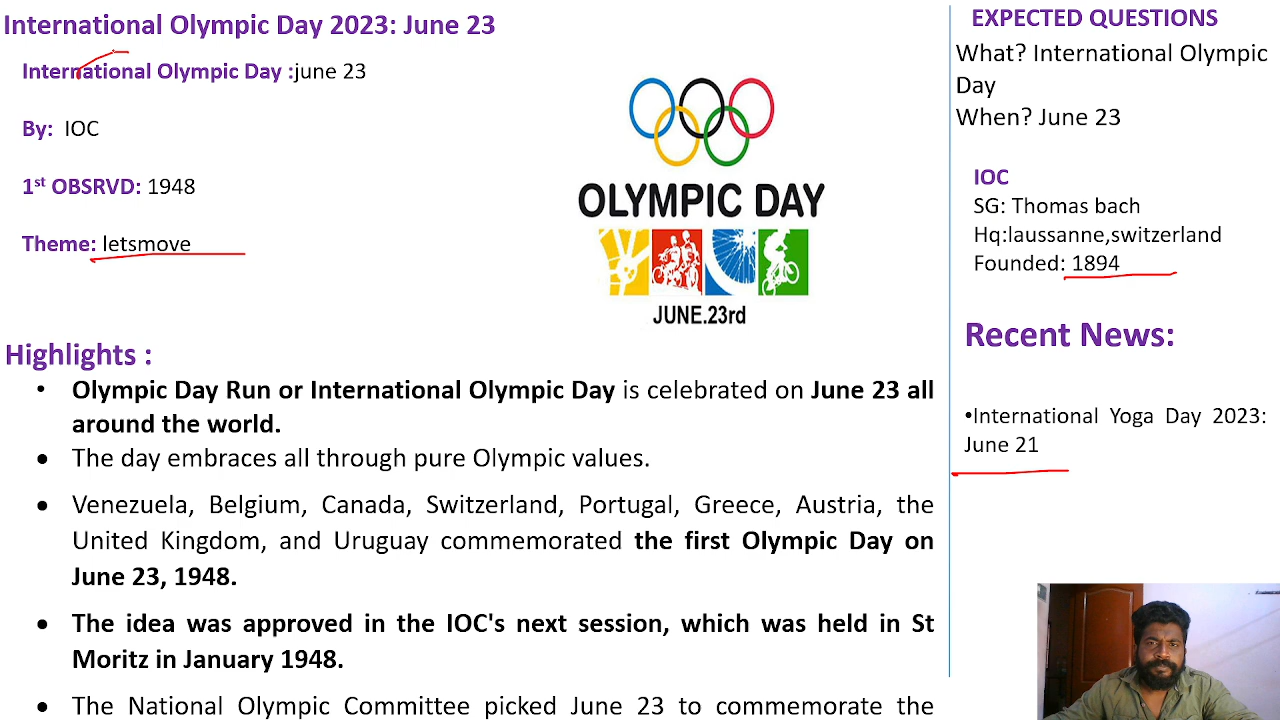 International Olympic Day 2023: June 23
International Olympic Day :june 23
By: IOC
1st OBSRVD: 1948
Theme: letsmove
OLYMPIC DAY
JUNE.23rd
Highlights :
• Olympic Day Run or International Olympic Day is celebrated on June 23 all
around the world.
• The day embraces all through pure Olympic values.
• Venezuela, Belgium, Canada, Switzerland, Portugal, Greece, Austria, the
United Kingdom, and Uruguay commemorated the first Olympic Day on
June 23, 1948.
• The idea was approved in the IOC's next session, which was held in St
Moritz in January 1948.
• The National Olympic Committee picked June 23 to commemorate the
EXPECTED QUESTIONS
What? International Olympic
Day
When? June 23
IOC
SG: Thomas bach
Hq:laussanne,switzerland
Founded: 1894
Recent News:
•International Yoga Day 2023:
June 21